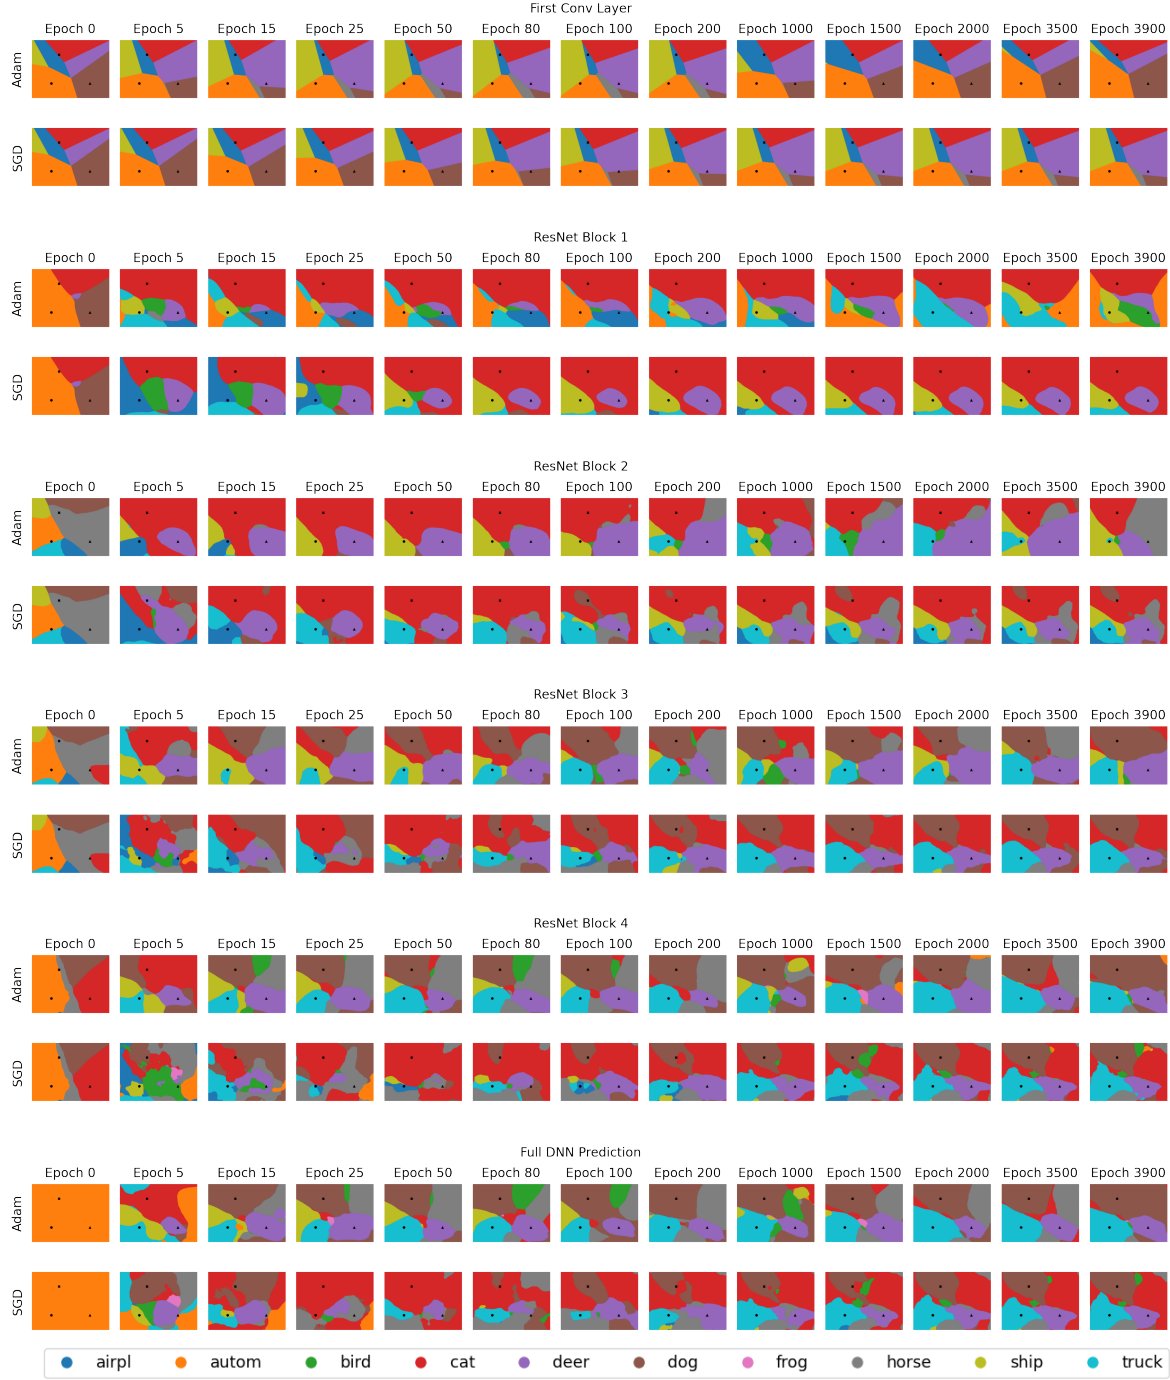 First Conv Layer
Epoch 0 Epoch 5 Epoch 15 Epoch 25 Epoch 50 Epoch 80 Epoch 100 Epoch 200 Epoch 1000 Epoch 1500 Epoch 2000 Epoch 3500 Epoch 3900
Adam
SGD
ResNet Block 1
Epoch 0 Epoch 5 Epoch 15 Epoch 25 Epoch 50 Epoch 80 Epoch 100 Epoch 200 Epoch 1000 Epoch 1500 Epoch 2000 Epoch 3500 Epoch 3900
Adam
SGD
ResNet Block 2
Epoch 0 Epoch 5 Epoch 15 Epoch 25 Epoch 50 Epoch 80 Epoch 100 Epoch 200 Epoch 1000 Epoch 1500 Epoch 2000 Epoch 3500 Epoch 3900
Adam
SGD
ResNet Block 3
Epoch 0 Epoch 5 Epoch 15 Epoch 25 Epoch 50 Epoch 80 Epoch 100 Epoch 200 Epoch 1000 Epoch 1500 Epoch 2000 Epoch 3500 Epoch 3900
Adam
SGD
ResNet Block 4
Epoch 0 Epoch 5 Epoch 15 Epoch 25 Epoch 50 Epoch 80 Epoch 100 Epoch 200 Epoch 1000 Epoch 1500 Epoch 2000 Epoch 3500 Epoch 3900
Adam
SGD
Full DNN Prediction
Epoch 0 Epoch 5 Epoch 15 Epoch 25 Epoch 50 Epoch 80 Epoch 100 Epoch 200 Epoch 1000 Epoch 1500 Epoch 2000 Epoch 3500 Epoch 3900
Adam
SGD
airpl autom bird cat deer dog frog horse ship truck